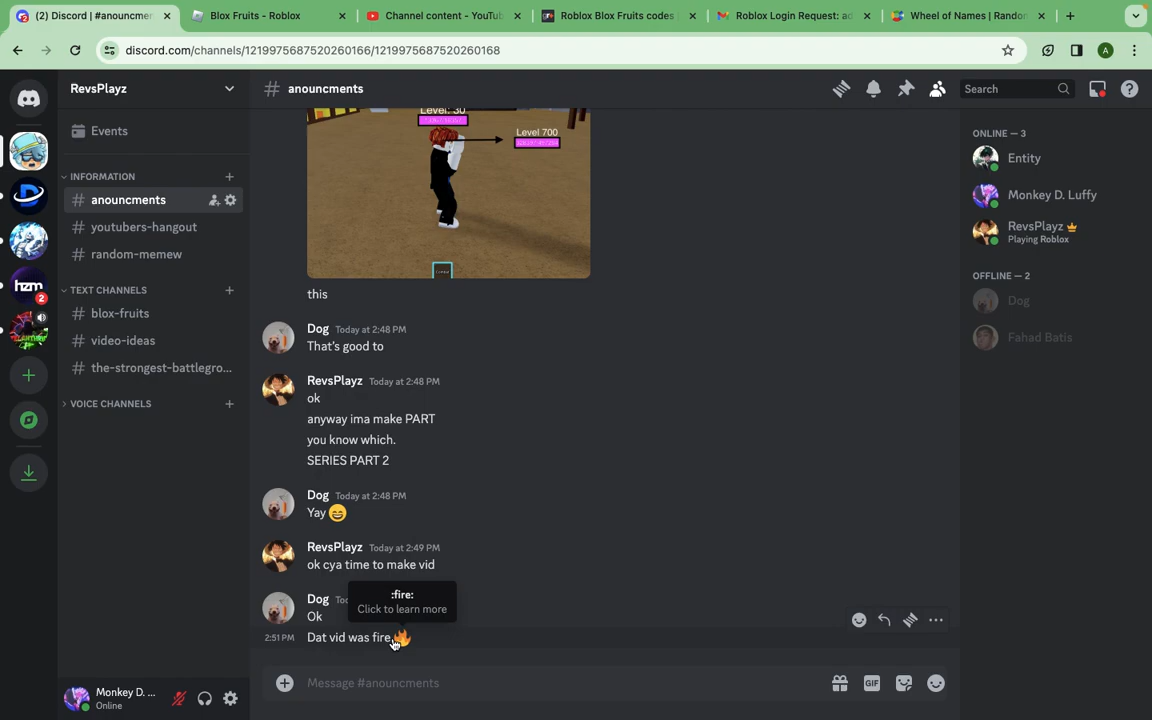 (2) Discord | #anouncmen
Blox Fruits - Roblox
Channel content - YouTub
Roblox Blox Fruits codes
Roblox Login Request: ad
Wheel of Names | Random
discord.com/channels/1219975687520260166/1219975687520260168
A
RevsPlayz
anouncments
Search
Events
INFORMATION
anouncments
youtubers-hangout
random-memew
TEXT CHANNELS
blox-fruits
video-ideas
the-strongest-battlegro...
VOICE CHANNELS
hzm
2
Monkey D. ...
Online
Level: 30
Level 700
this
Dog Today at 2:48 PM
That's good to
RevsPlayz Today at 2:48 PM
ok
anyway ima make PART
you know which.
SERIES PART 2
Dog Today at 2:48 PM
Yay 😄
RevsPlayz Today at 2:49 PM
ok cya time to make vid
:fire:
Click to learn more
Dog
Ok
2:51 PM Dat vid was fire🔥
Message #anouncments
GIF
ONLINE — 3
Entity
Monkey D. Luffy
RevsPlayz
Playing Roblox
OFFLINE — 2
Dog
Fahad Batis